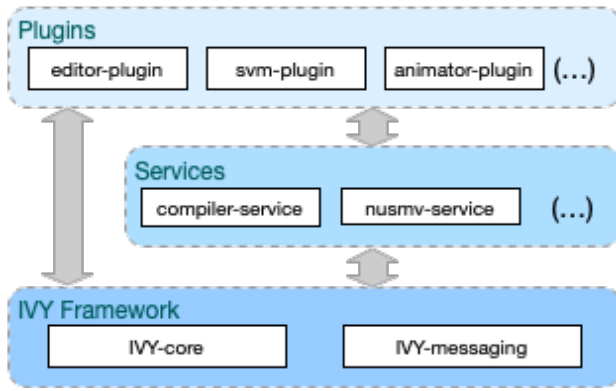 Plugins
editor-plugin svm-plugin animator-plugin (...)
Services
compiler-service nusmv-service (...)
IVY Framework
IVY-core IVY-messaging